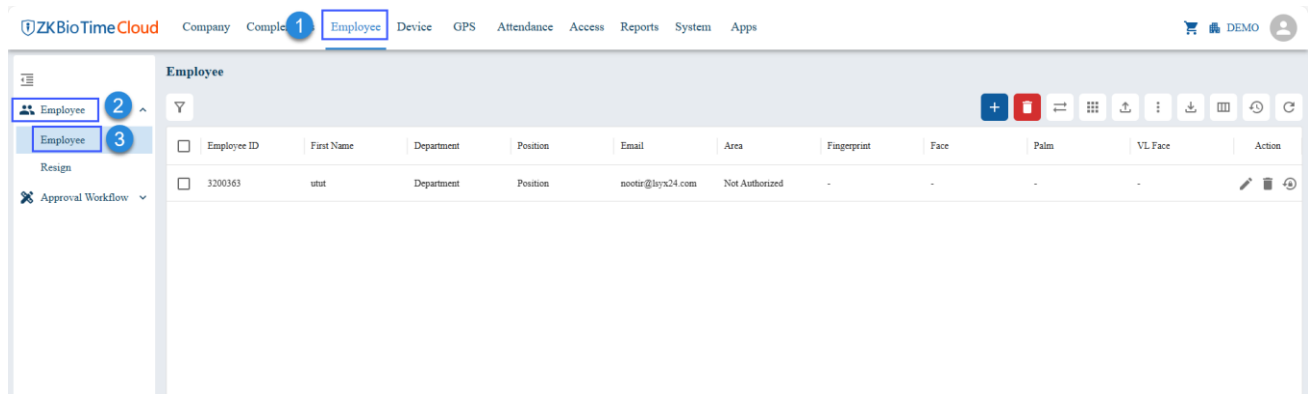 ZKBioTime Cloud Company Comple 1 Employee Device GPS Attendance Access Reports System Apps DEMO
Employee
Employee 2
Employee 3
Resign
Approval Workflow
Employee ID First Name Department Position Email Area Fingerprint Face Palm VL Face Action
3200363 utut Department Position nootir@lsyx24.com Not Authorized - - - -